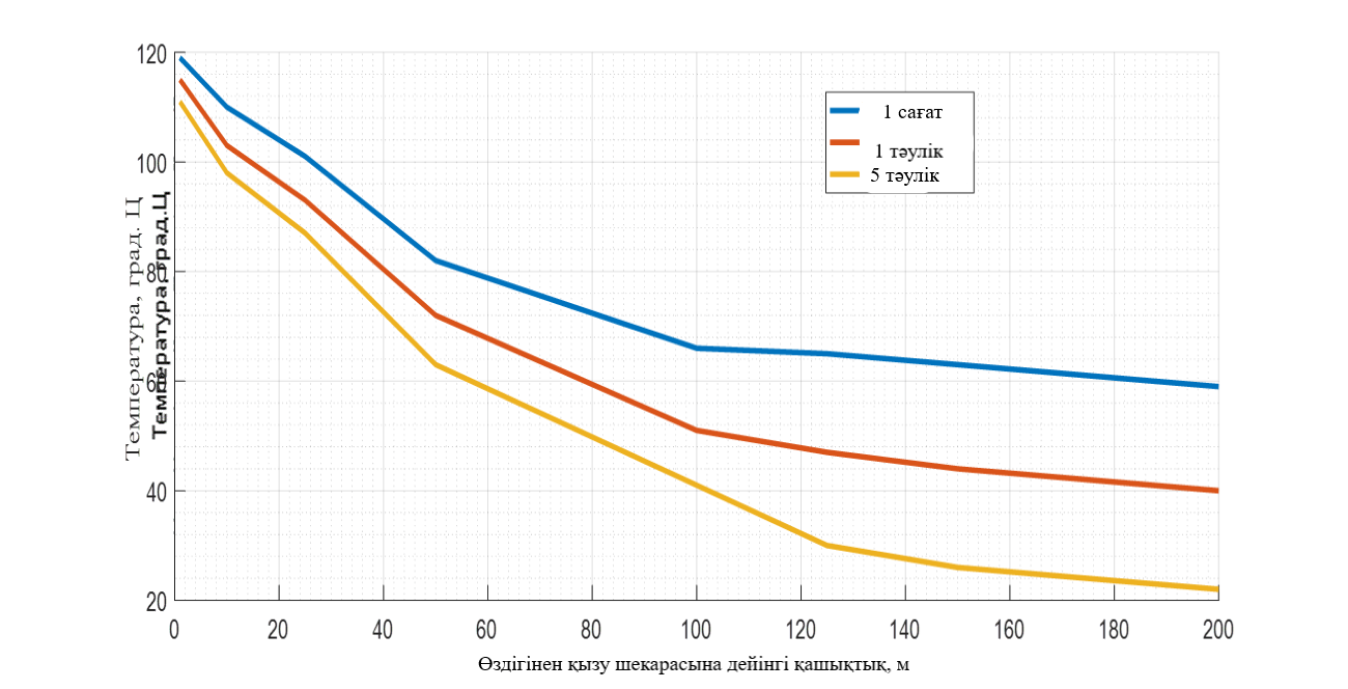 120
100
80
60
40
20
Температура, град. Ц
Температура, град.Ц
1 сағат
1 тәулік
5 тәулік
0 20 40 60 80 100 120 140 160 180 200
Өздігінен қызу шекарасына дейінгі қашықтық, м